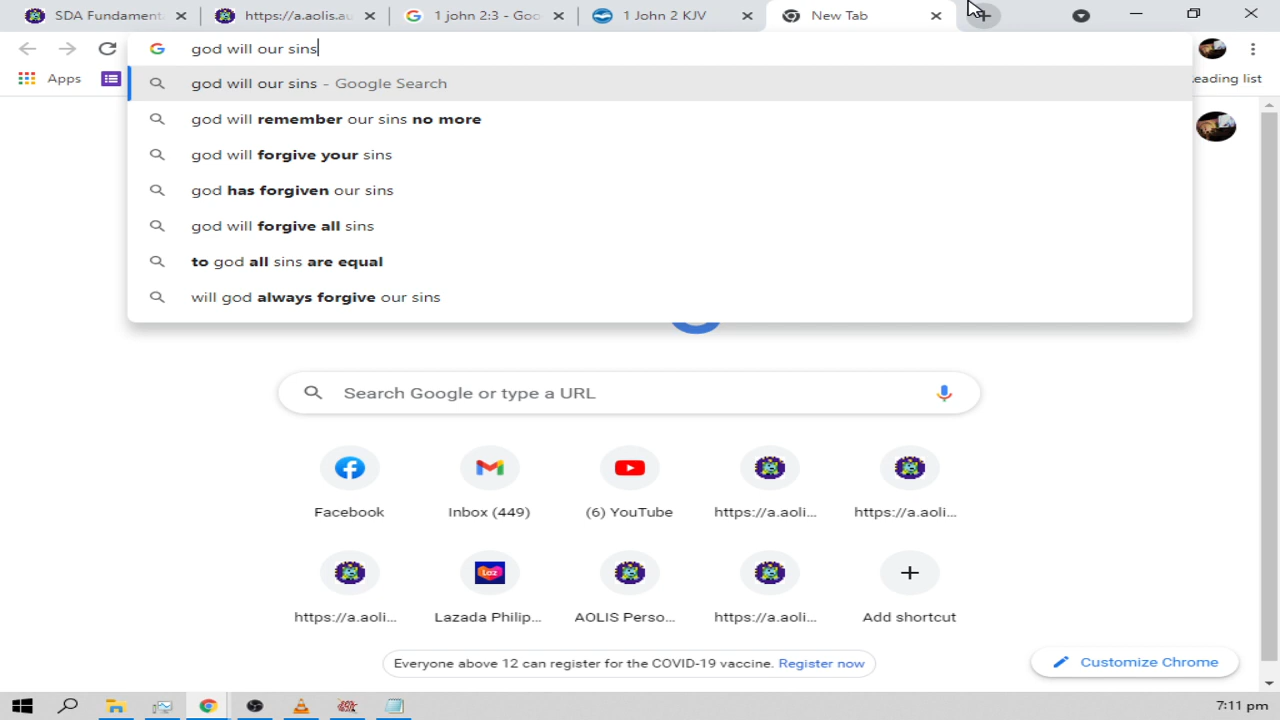 SDA Fundament
https://a.aolis.au
1 john 2:3 - Goo
1 John 2 KJV
New Tab
god will our sins
Apps
eading list
god will our sins - Google Search
god will remember our sins no more
god will forgive your sins
god has forgiven our sins
god will forgive all sins
to god all sins are equal
will god always forgive our sins
Search Google or type a URL
Facebook
Inbox (449)
(6) YouTube
https://a.aoli...
https://a.aoli...
https://a.aoli...
Lazada Philip...
AOLIS Perso...
https://a.aoli...
Add shortcut
Everyone above 12 can register for the COVID-19 vaccine. Register now
Customize Chrome
7:11 pm